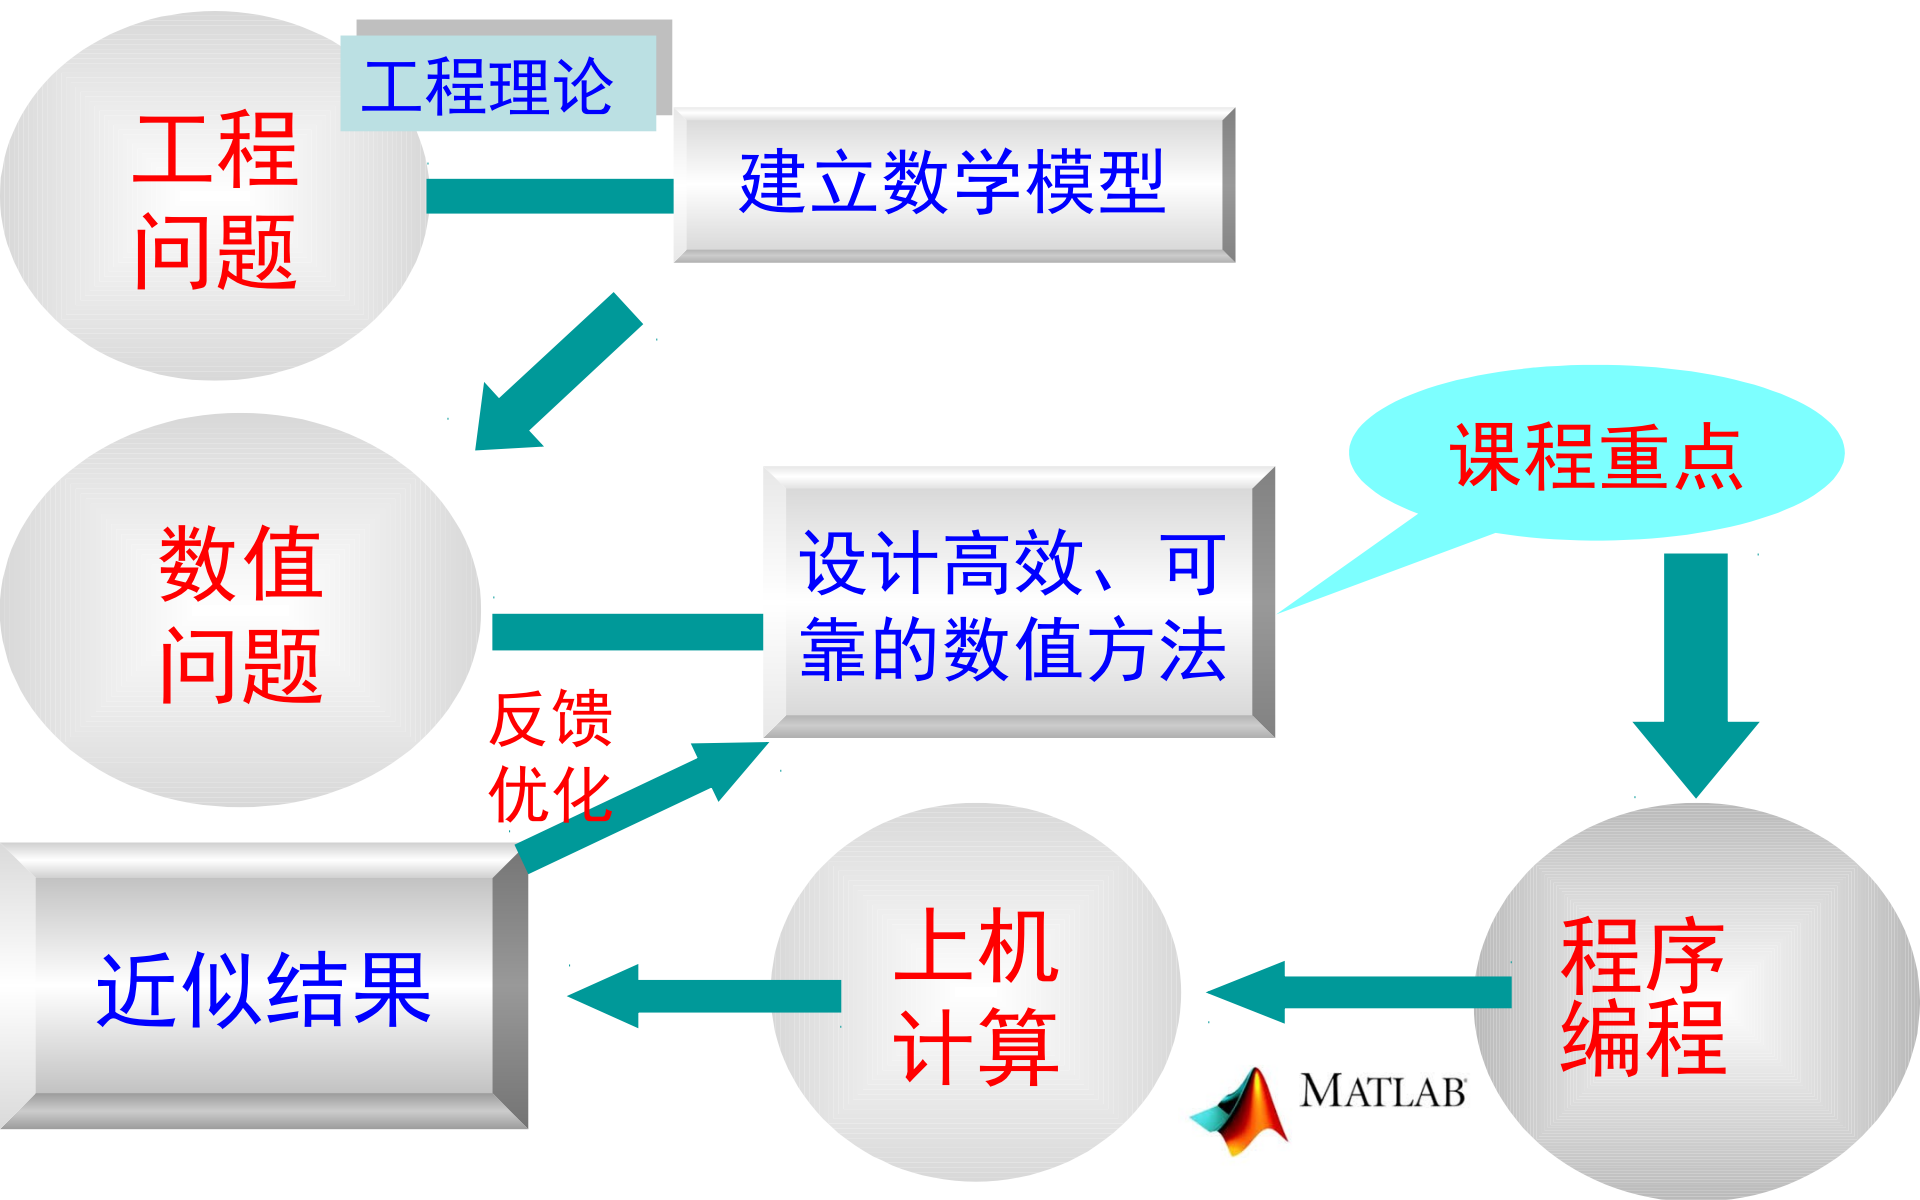 工程理论
工程
问题
建立数学模型
课程重点
数值
问题
设计高效、可
靠的数值方法
反馈
优化
近似结果
上机
计算
程序
编程
MATLAB®